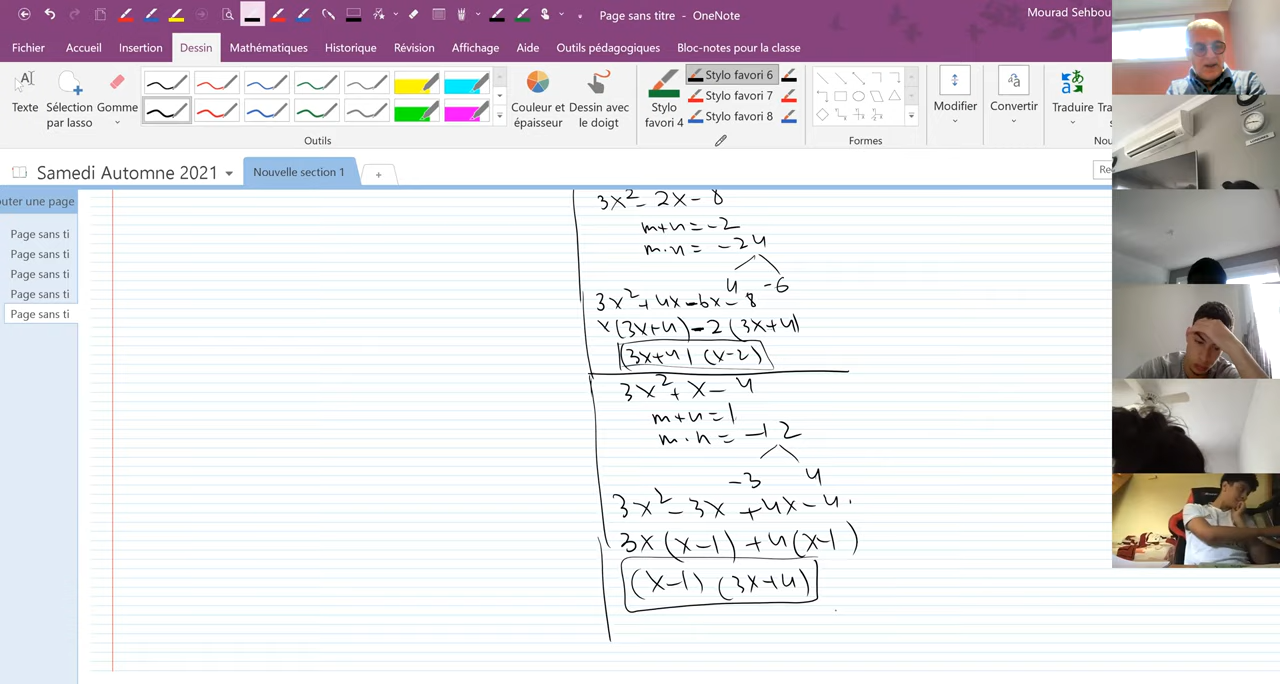 Page sans titre - OneNote
Mourad Sehbou
Fichier Accueil Insertion Dessin Mathématiques Historique Révision Affichage Aide Outils pédagogiques Bloc-notes pour la classe
Texte
Sélection par lasso
Gomme
Couleur et épaisseur
Dessin avec le doigt
Stylo favori 4
Stylo favori 6
Stylo favori 7
Stylo favori 8
Modifier
Convertir
Traduire
Outils
Formes
Samedi Automne 2021
Nouvelle section 1
outer une page
Page sans ti
Page sans ti
Page sans ti
Page sans ti
Page sans ti
3x² - 2x - 8
m+n = -2
m·n = -24
4 -6
3x² + 4x - 6x - 8
x(3x+4) - 2(3x+4)
(3x+4)(x-2)
3x² + x - 4
m+n = 1
m·n = -12
-3 4
3x² - 3x + 4x - 4
3x(x-1) + 4(x-1)
(x-1)(3x+4)